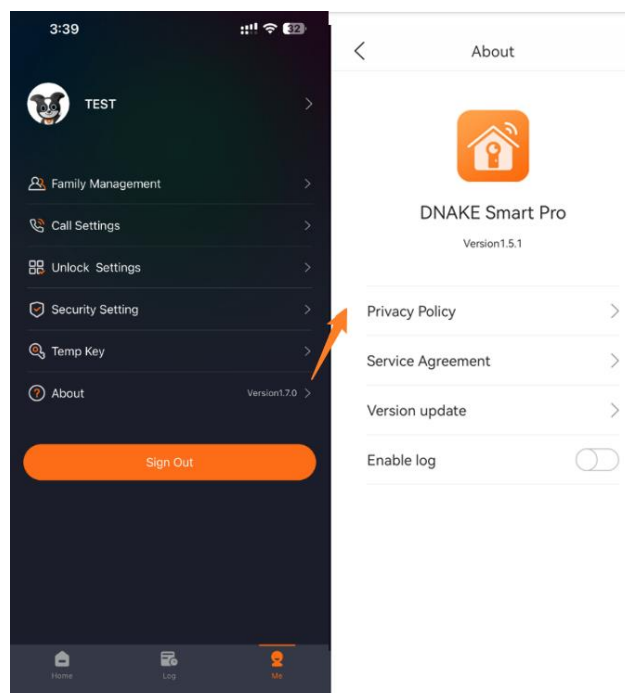 3:39
32
TEST
Family Management
Call Settings
Unlock Settings
Security Setting
Temp Key
About
Version1.7.0
Sign Out
Home
Log
Me
About
DNAKE Smart Pro
Version1.5.1
Privacy Policy
Service Agreement
Version update
Enable log